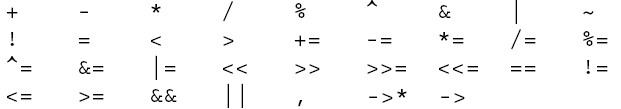 + - * / % ^ & | ~
! = < > += -= *= /= %=
^= &= |= << >> >>= <<= == !=
<= >= && || , ->* ->